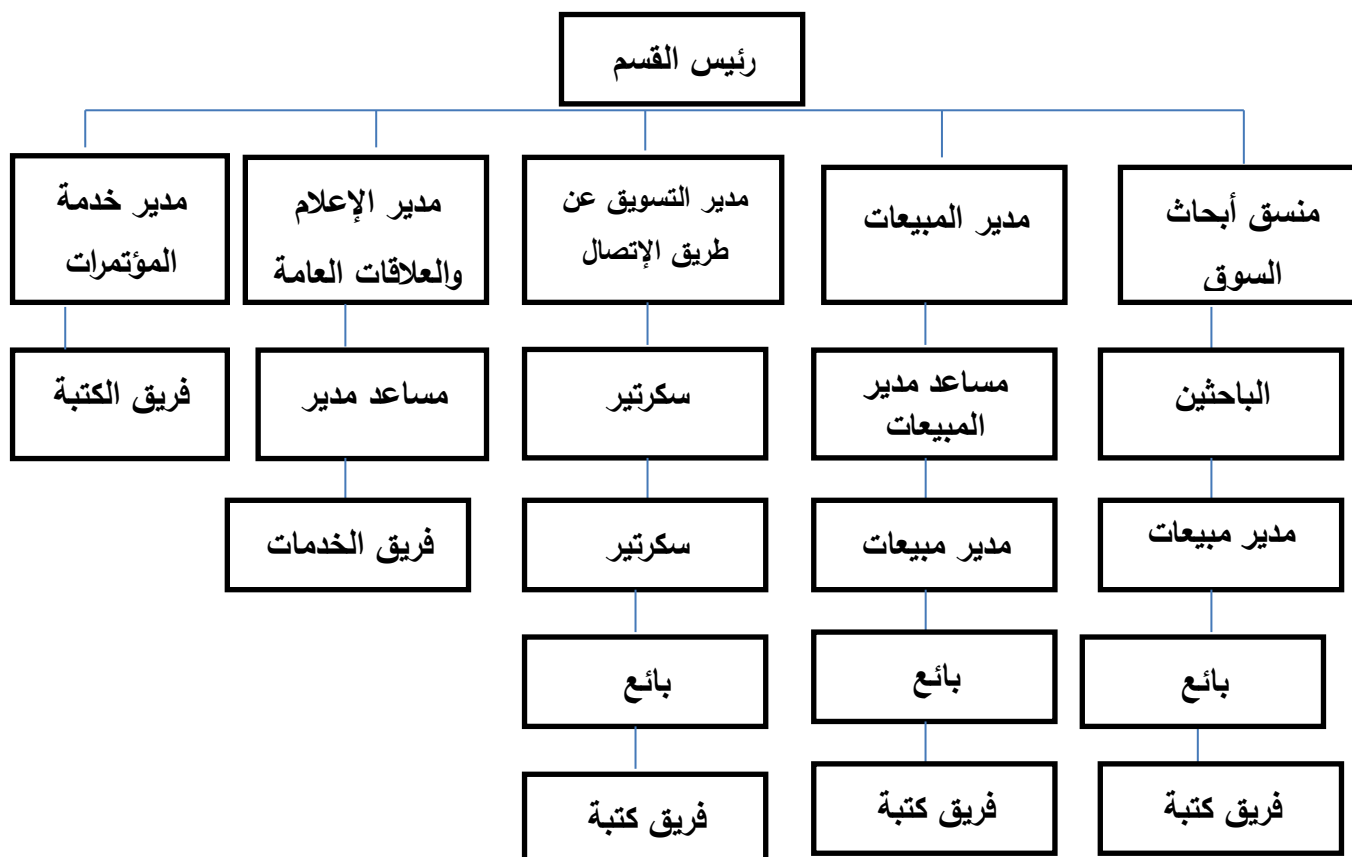 رئيس القسم
منسق أبحاث
السوق
مدير المبيعات
مدير التسويق عن
طريق الإتصال
مدير الإعلام
والعلاقات العامة
مدير خدمة
المؤتمرات
الباحثين
مساعد مدير
المبيعات
سكرتير
مساعد مدير
فريق الكتبة
مدير مبيعات
مدير مبيعات
سكرتير
فريق الخدمات
بائع
بائع
بائع
فريق كتبة
فريق كتبة
فريق كتبة